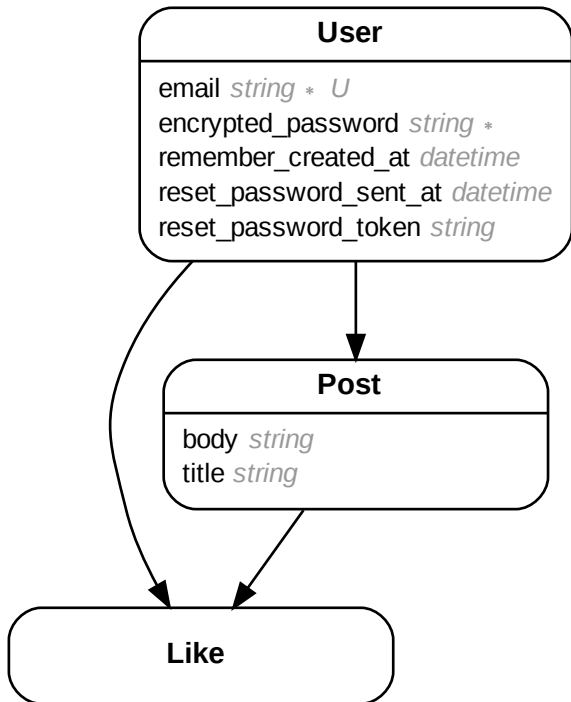 User
email string * U
encrypted_password string *
remember_created_at datetime
reset_password_sent_at datetime
reset_password_token string
Post
body string
title string
Like